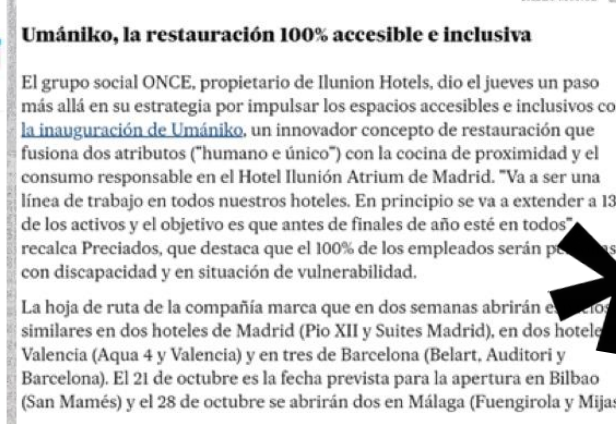 Umániko, la restauración 100% accesible e inclusiva
El grupo social ONCE, propietario de Ilunion Hotels, dio el jueves un paso
más allá en su estrategia por impulsar los espacios accesibles e inclusivos co
la inauguración de Umániko, un innovador concepto de restauración que
fusiona dos atributos ("humano e único") con la cocina de proximidad y el
consumo responsable en el Hotel Ilunión Atrium de Madrid. "Va a ser una
línea de trabajo en todos nuestros hoteles. En principio se va a extender a 13
de los activos y el objetivo es que antes de finales de año esté en todos"
recalca Preciados, que destaca que el 100% de los empleados serán
con discapacidad y en situación de vulnerabilidad.
La hoja de ruta de la compañía marca que en dos semanas abrirán
similares en dos hoteles de Madrid (Pio XII y Suites Madrid), en dos hotele
Valencia (Aqua 4 y Valencia) y en tres de Barcelona (Belart, Auditori y
Barcelona). El 21 de octubre es la fecha prevista para la apertura en Bilbao
(San Mamés) y el 28 de octubre se abrirán dos en Málaga (Fuengirola y Mijas